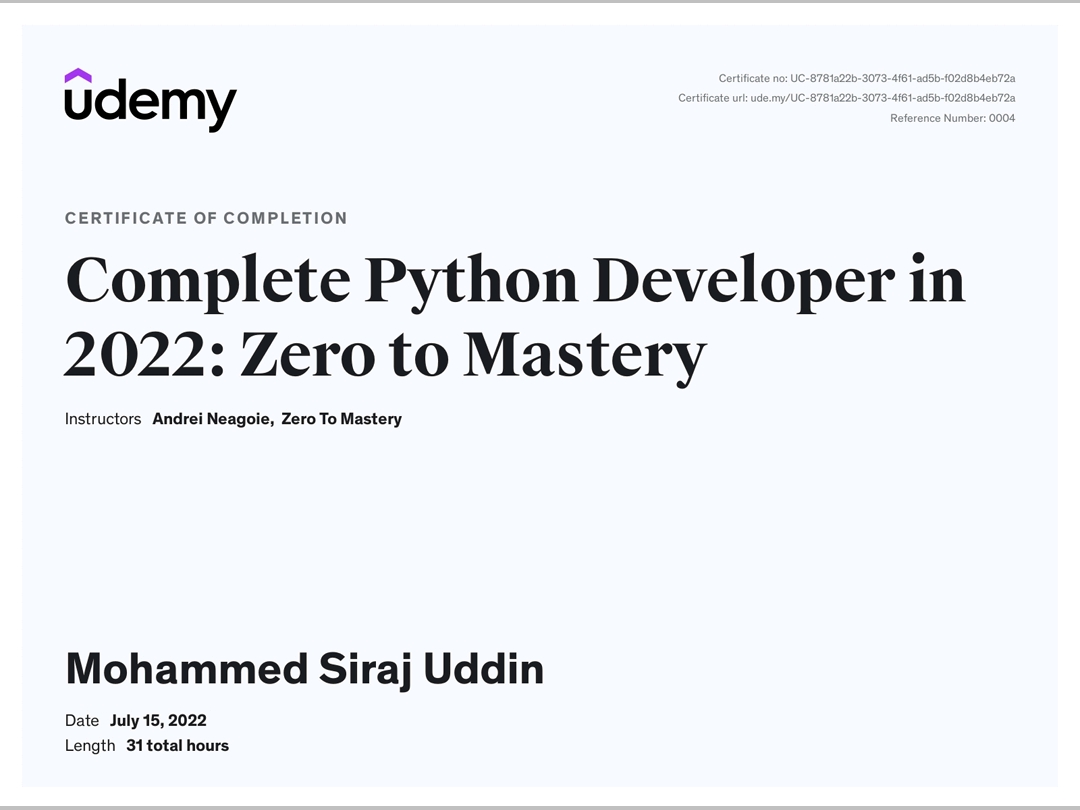 udemy
Certificate no: UC-8781a22b-3073-4f61-ad5b-f02d8b4eb72a
Certificate url: ude.my/UC-8781a22b-3073-4f61-ad5b-f02d8b4eb72a
Reference Number: 0004
CERTIFICATE OF COMPLETION
Complete Python Developer in
2022: Zero to Mastery
Instructors Andrei Neagoie, Zero To Mastery
Mohammed Siraj Uddin
Date July 15, 2022
Length 31 total hours